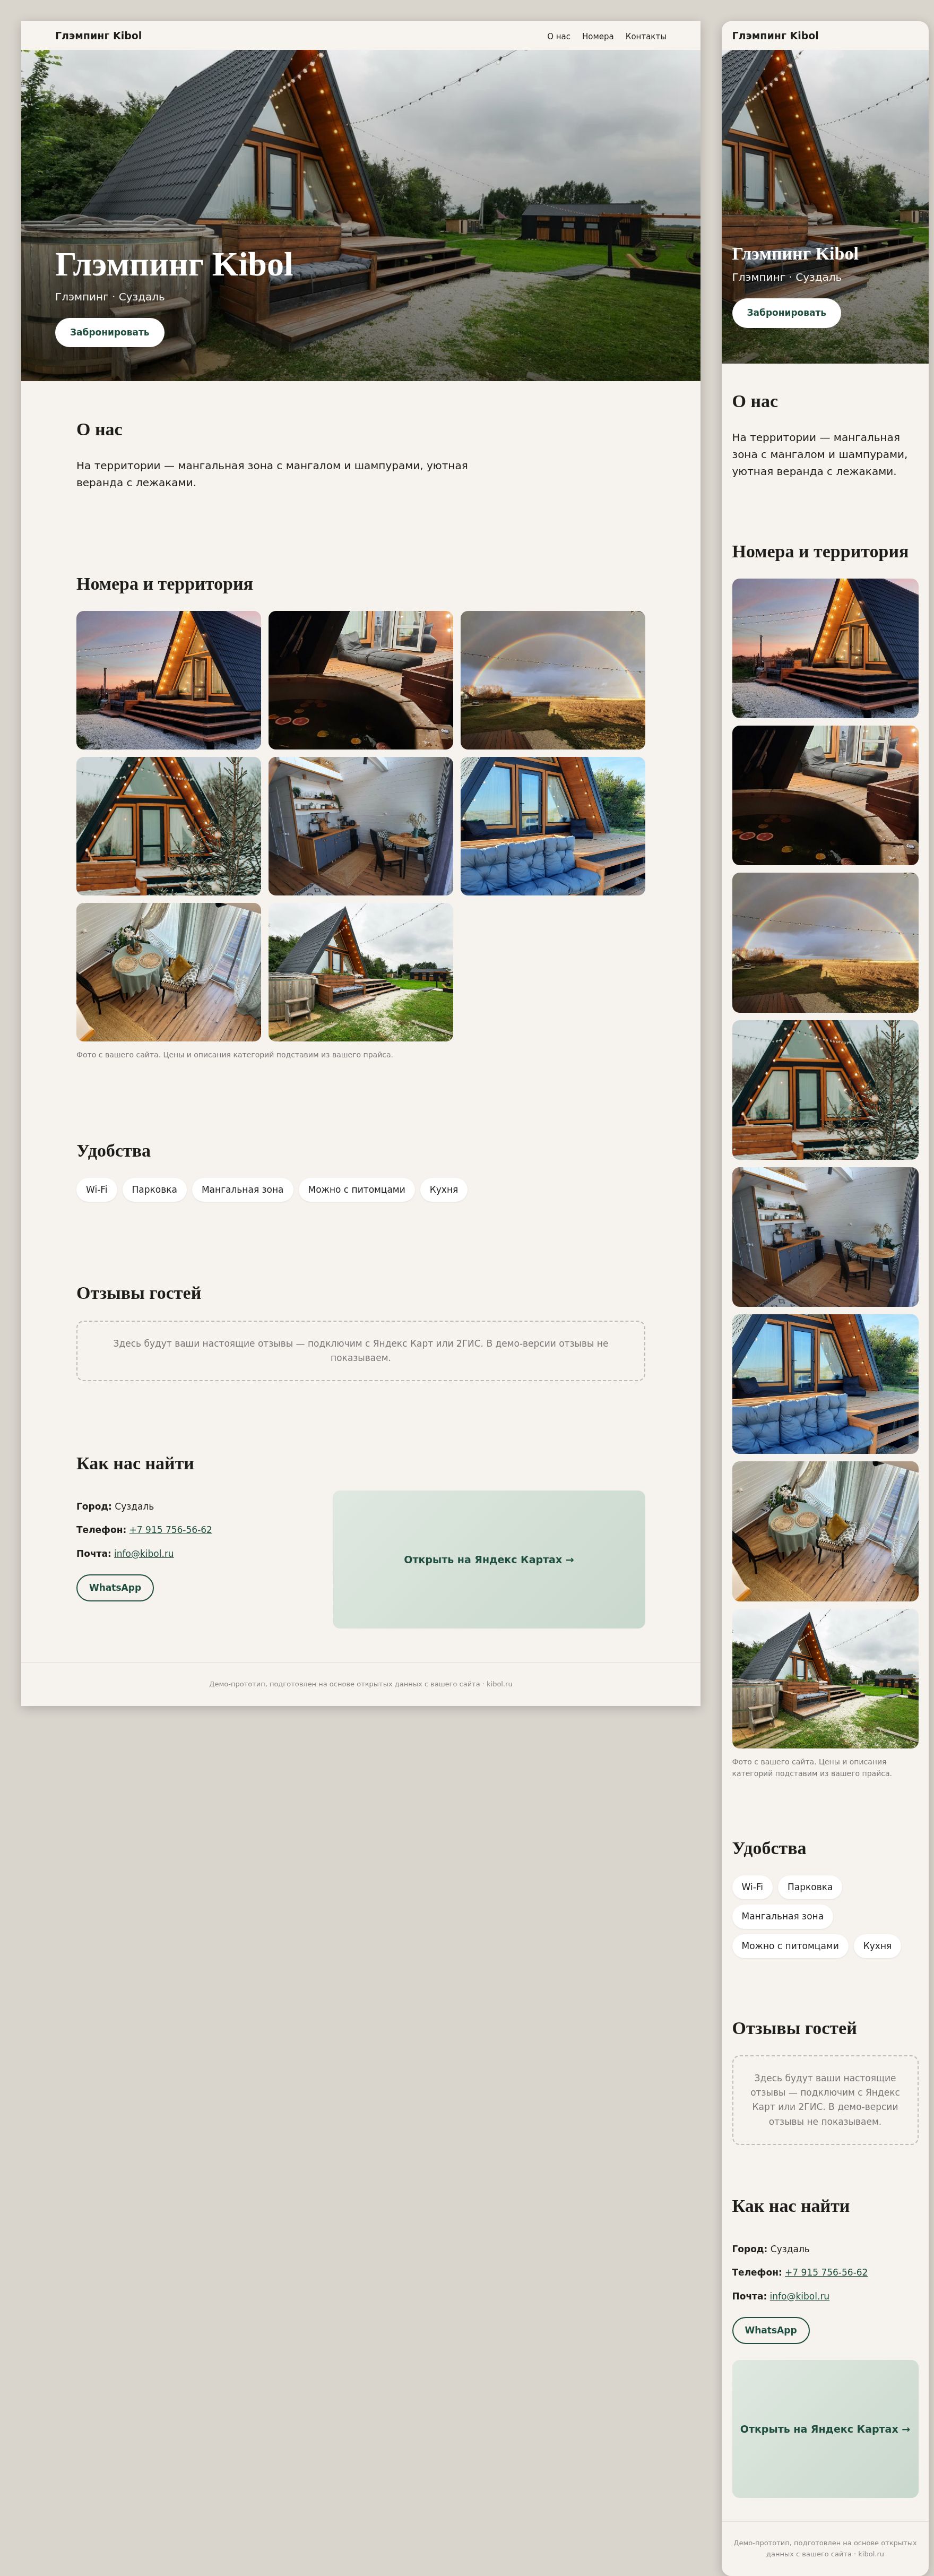 Глэмпинг Kibol
О нас
Номера
Контакты
Глэмпинг Kibol
Глэмпинг · Суздаль
Забронировать
О нас
На территории — мангальная зона с мангалом и шампурами, уютная
веранда с лежаками.
Номера и территория
Фото с вашего сайта. Цены и описания категорий подставим из вашего прайса.
Удобства
Wi-Fi
Парковка
Мангальная зона
Можно с питомцами
Кухня
Отзывы гостей
Здесь будут ваши настоящие отзывы — подключим с Яндекс Карт или 2ГИС. В демо-версии отзывы не
показываем.
Как нас найти
Город: Суздаль
Телефон: +7 915 756-56-62
Почта: info@kibol.ru
WhatsApp
Открыть на Яндекс Картах →
Демо-прототип, подготовлен на основе открытых данных с вашего сайта · kibol.ru
Глэмпинг Kibol
Глэмпинг Kibol
Глэмпинг · Суздаль
Забронировать
О нас
На территории — мангальная
зона с мангалом и шампурами,
уютная веранда с лежаками.
Номера и территория
Фото с вашего сайта. Цены и описания
категорий подставим из вашего прайса.
Удобства
Wi-Fi
Парковка
Мангальная зона
Можно с питомцами
Кухня
Отзывы гостей
Здесь будут ваши настоящие
отзывы — подключим с Яндекс
Карт или 2ГИС. В демо-версии
отзывы не показываем.
Как нас найти
Город: Суздаль
Телефон: +7 915 756-56-62
Почта: info@kibol.ru
WhatsApp
Открыть на Яндекс Картах →
Демо-прототип, подготовлен на основе открытых
данных с вашего сайта · kibol.ru